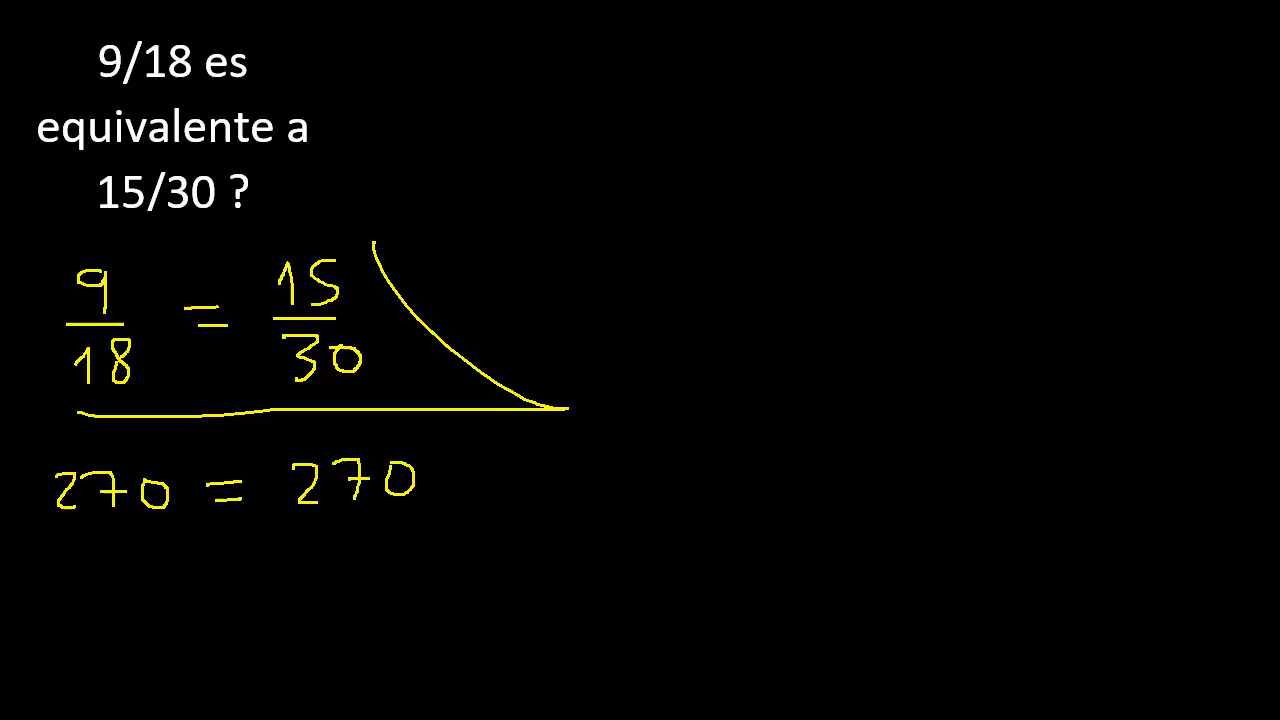 9/18 es
equivalente a
15/30 ?
9/18 = 15/30
270 = 270